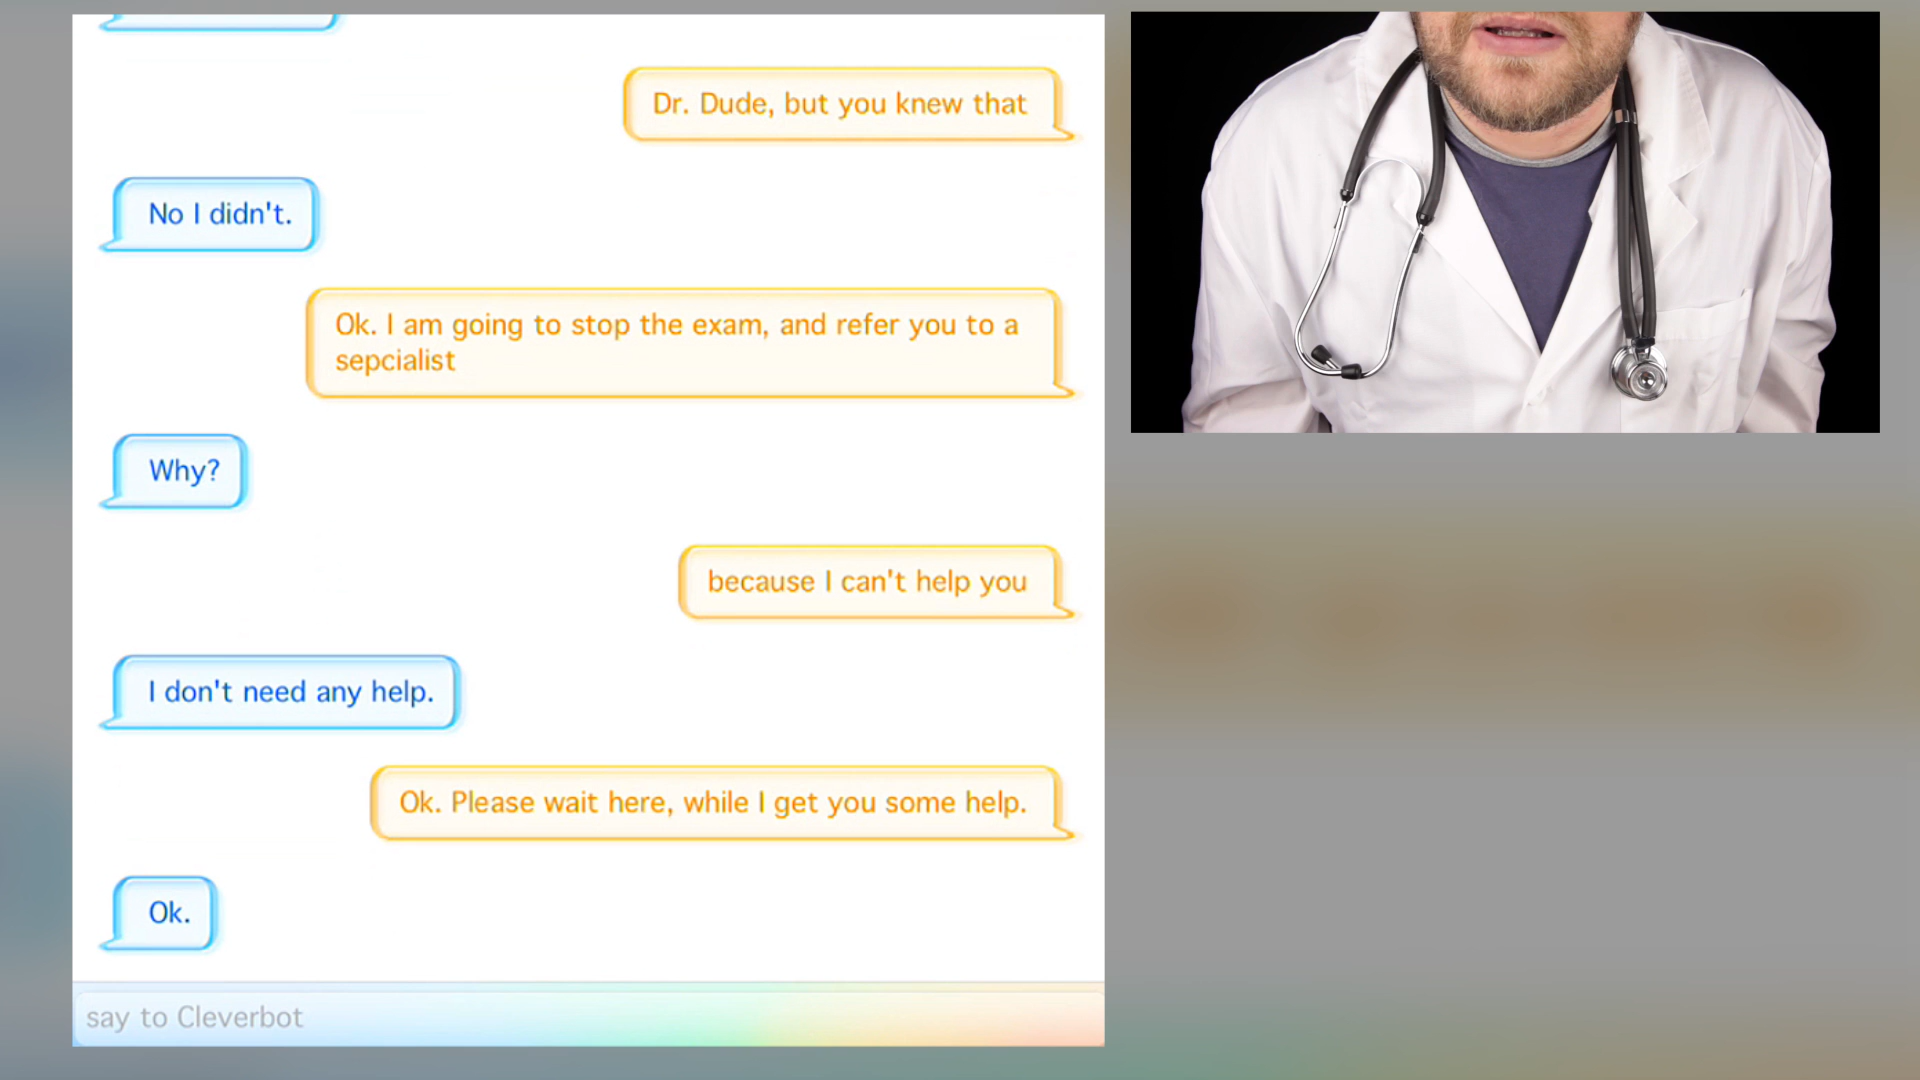 Dr. Dude, but you knew that
No I didn't.
Ok. I am going to stop the exam, and refer you to a
sepcialist
Why?
because I can't help you
I don't need any help.
Ok. Please wait here, while I get you some help.
Ok.
say to Cleverbot